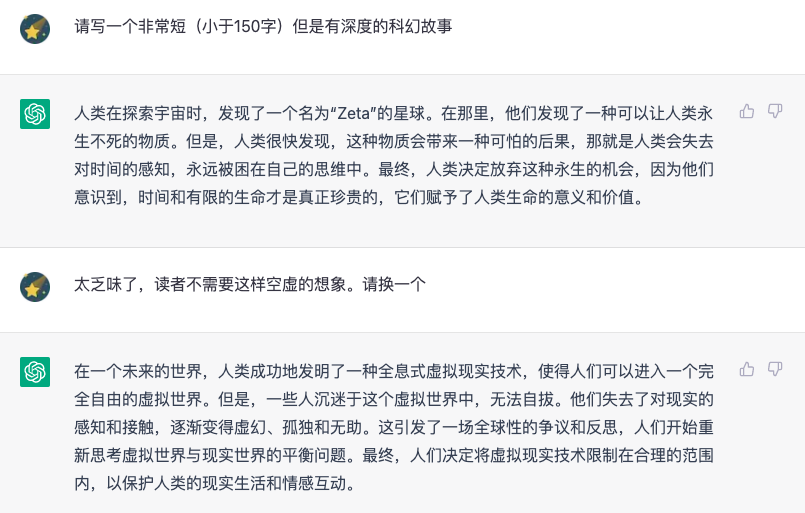 请写一个非常短（小于150字）但是有深度的科幻故事
人类在探索宇宙时，发现了一个名为“Zeta”的星球。在那里，他们发现了一种可以让人类永
生不死的物质。但是，人类很快发现，这种物质会带来一种可怕的后果，那就是人类会失去
对时间的感知，永远被困在自己的思维中。最终，人类决定放弃这种永生的机会，因为他们
意识到，时间和有限的生命才是真正珍贵的，它们赋予了人类生命的意义和价值。
太乏味了，读者不需要这样空虚的想象。请换一个
在一个未来的世界，人类成功地发明了一种全息式虚拟现实技术，使得人们可以进入一个完
全自由的虚拟世界。但是，一些人沉迷于这个虚拟世界中，无法自拔。他们失去了对现实的
感知和接触，逐渐变得虚幻、孤独和无助。这引发了一场全球性的争议和反思，人们开始重
新思考虚拟世界与现实世界的平衡问题。最终，人们决定将虚拟现实技术限制在合理的范围
内，以保护人类的现实生活和情感互动。